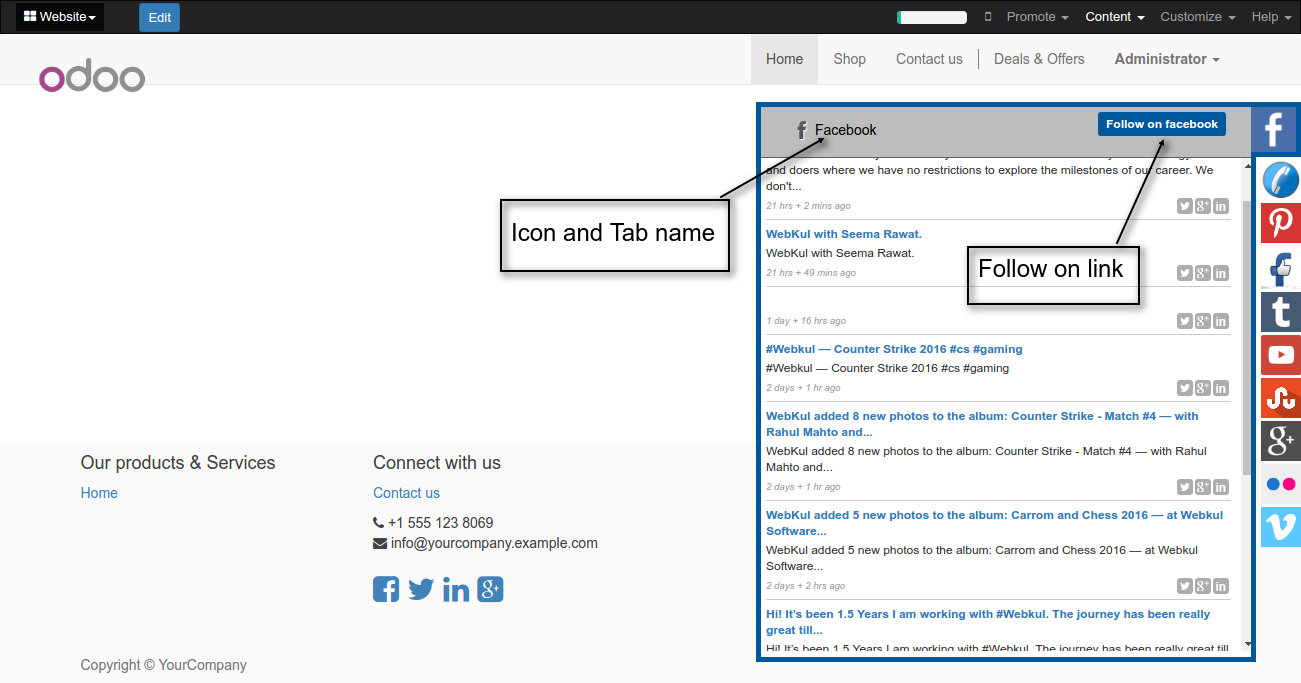 Website
Edit
Promote
Content
Customize
Help
odoo
Home
Shop
Contact us
Deals & Offers
Administrator
Facebook
Follow on facebook
and doers where we have no restrictions to explore the milestones of our career. We
don't...
21 hrs + 2 mins ago
Icon and Tab name
WebKul with Seema Rawat.
WebKul with Seema Rawat.
21 hrs + 49 mins ago
Follow on link
1 day + 16 hrs ago
#Webkul — Counter Strike 2016 #cs #gaming
#Webkul — Counter Strike 2016 #cs #gaming
2 days + 1 hr ago
WebKul added 8 new photos to the album: Counter Strike - Match #4 — with
Rahul Mahto and...
WebKul added 8 new photos to the album: Counter Strike - Match #4 — with Rahul
Mahto and...
2 days + 1 hr ago
WebKul added 5 new photos to the album: Carrom and Chess 2016 — at Webkul
Software...
WebKul added 5 new photos to the album: Carrom and Chess 2016 — at Webkul
Software...
2 days + 2 hrs ago
Hi! It's been 1.5 Years I am working with #Webkul. The journey has been really
great till...
Hi! It's been 1.5 Years I am working with #Webkul. The journey has been really great till
Our products & Services
Home
Connect with us
Contact us
+1 555 123 8069
info@yourcompany.example.com
Copyright © YourCompany